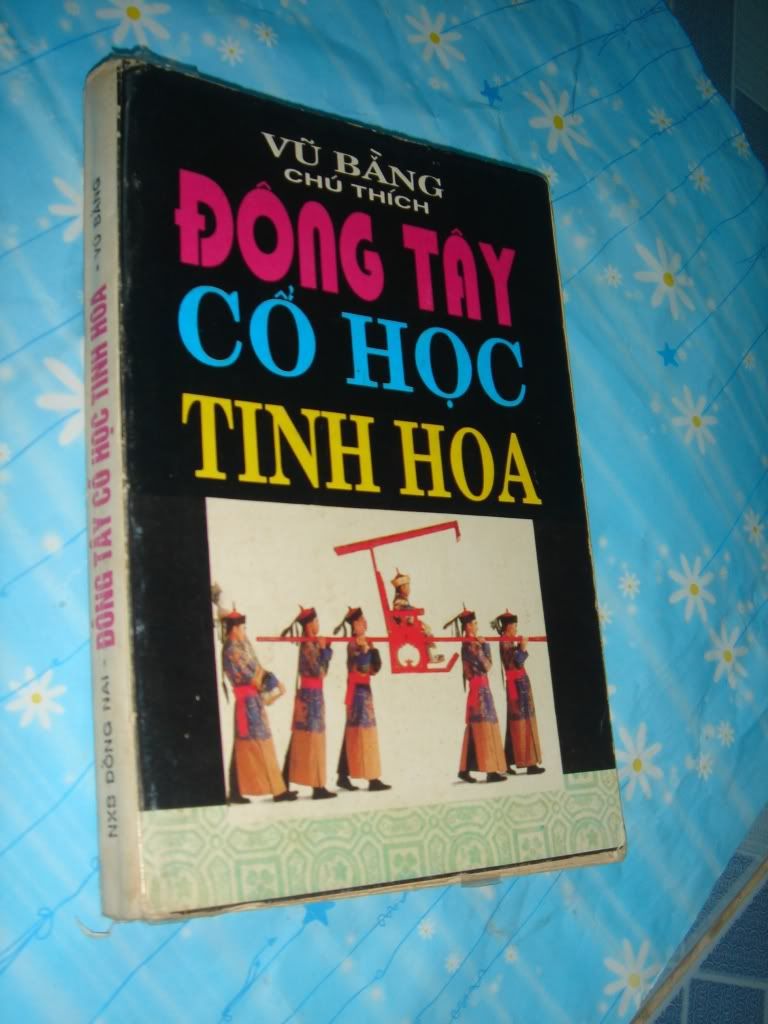 VŨ BẰNG
CHÚ THÍCH
ĐÔNG TÂY
CỔ HỌC
TINH HOA
NXB ĐỒNG NAI - ĐÔNG TÂY CỔ HỌC TINH HOA - VŨ BẰNG